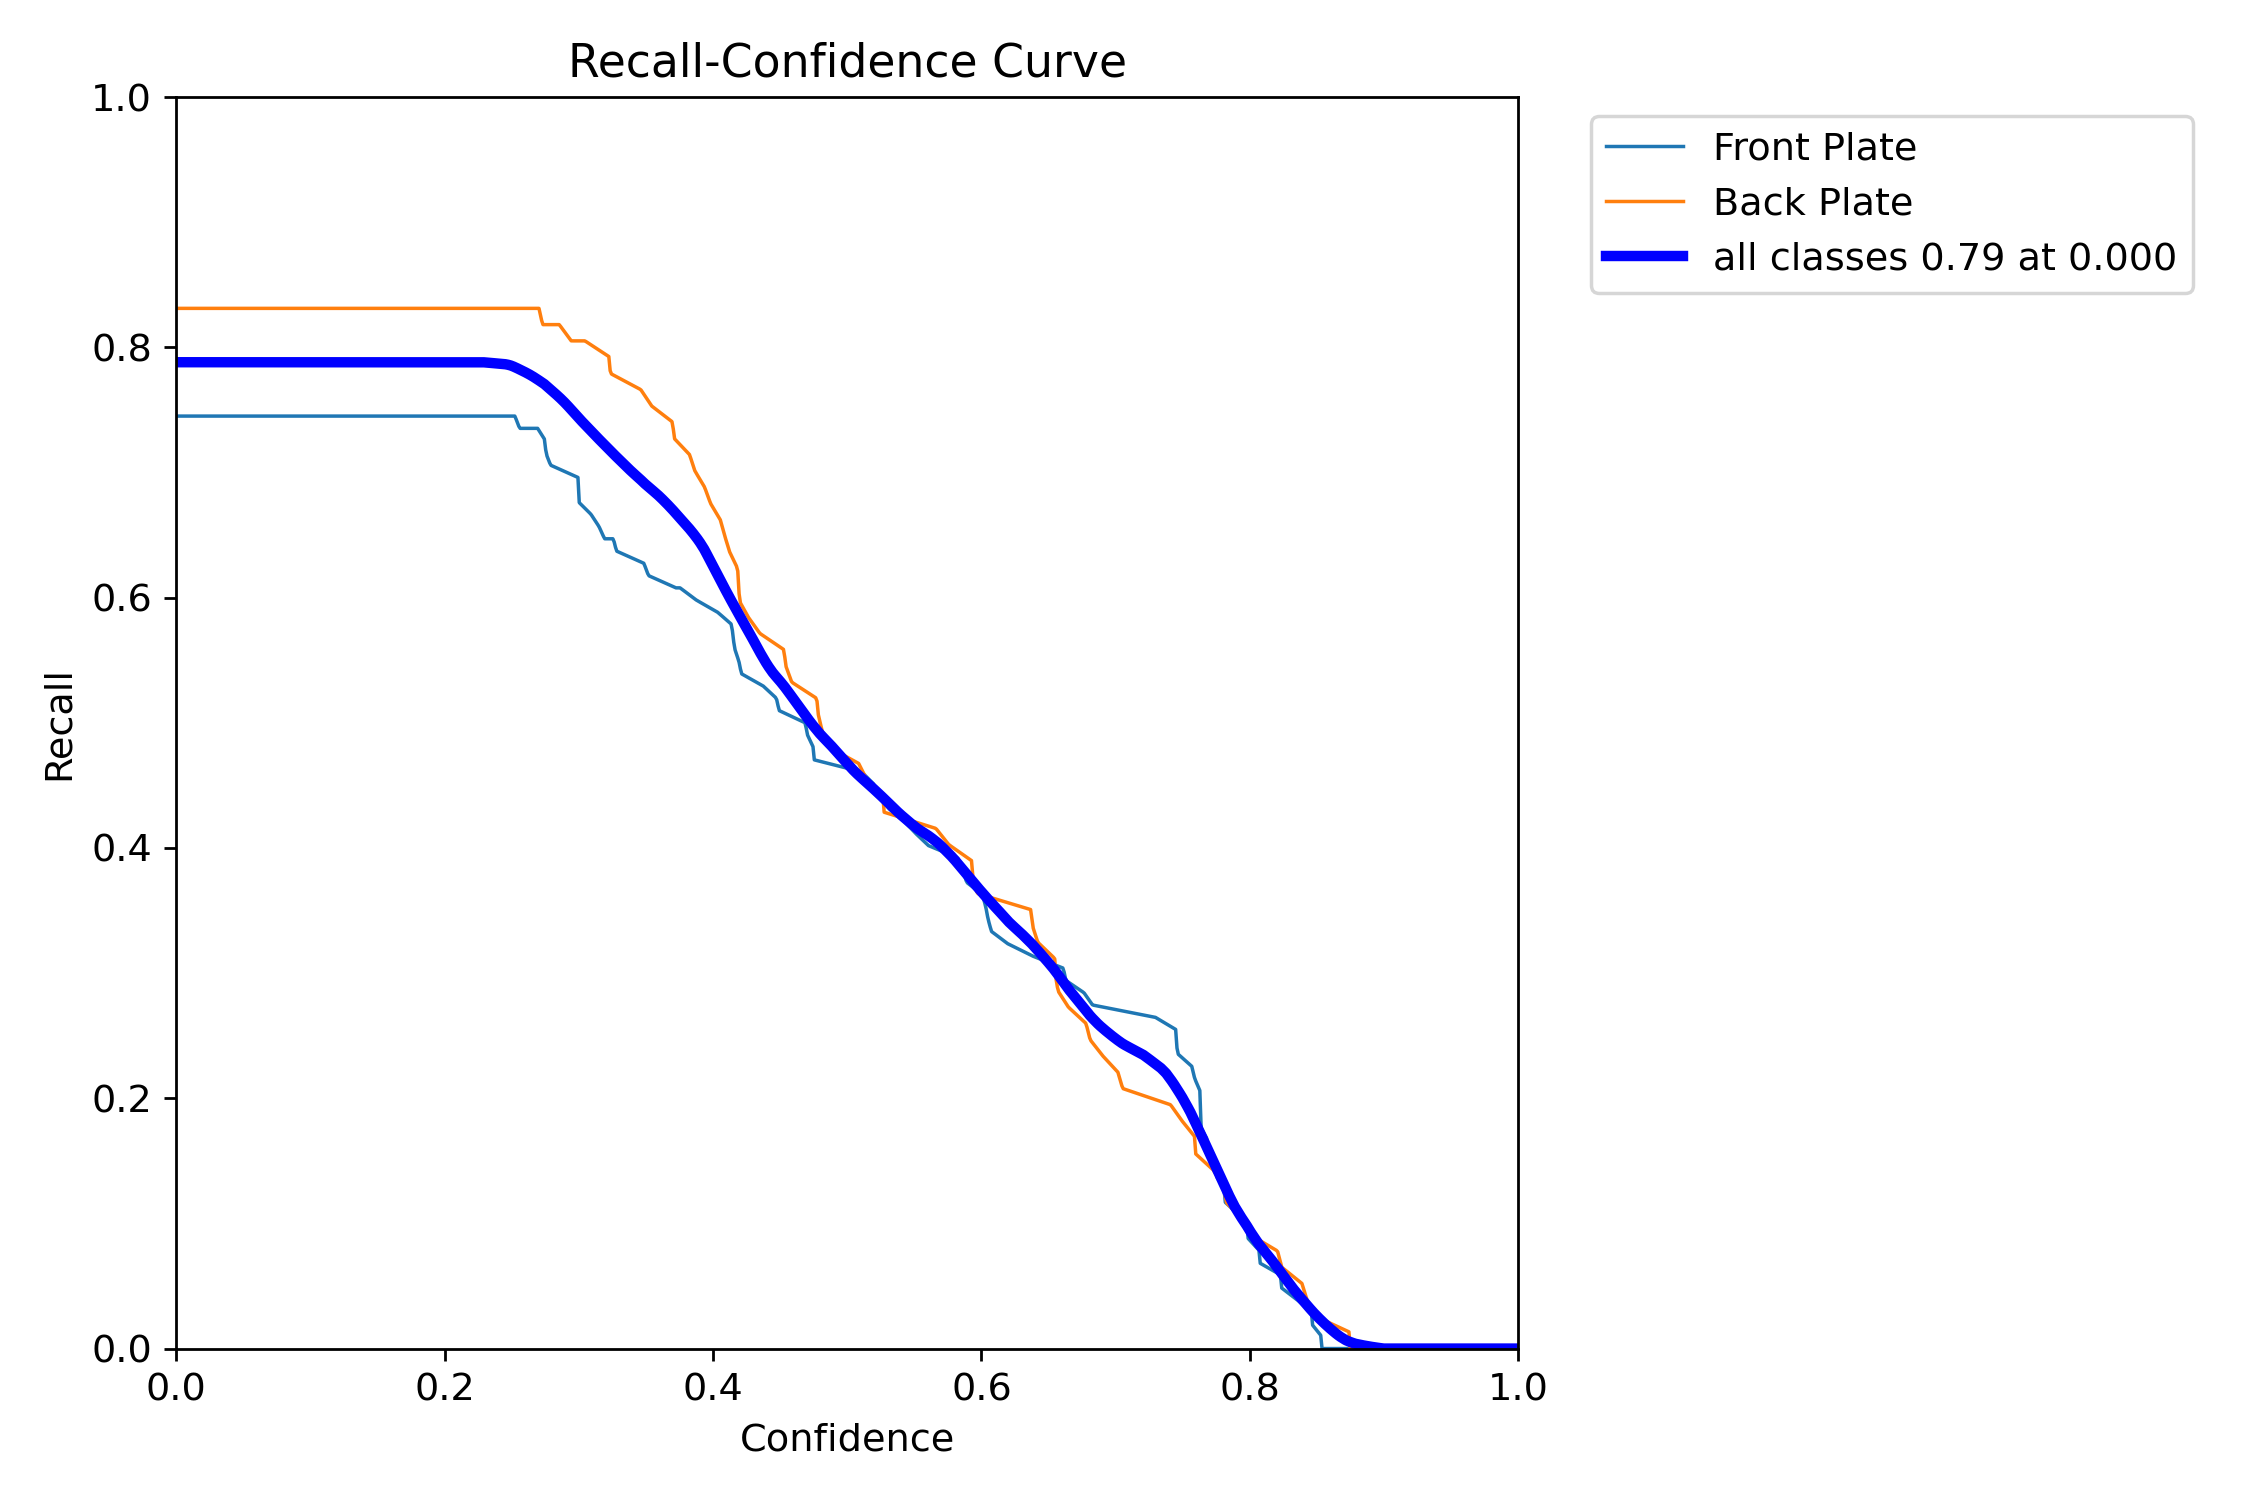 Recall-Confidence Curve
1.0
0.8
0.6
0.4
0.2
0.0
Recall
0.0 0.2 0.4 0.6 0.8 1.0
Confidence
Front Plate
Back Plate
all classes 0.79 at 0.000